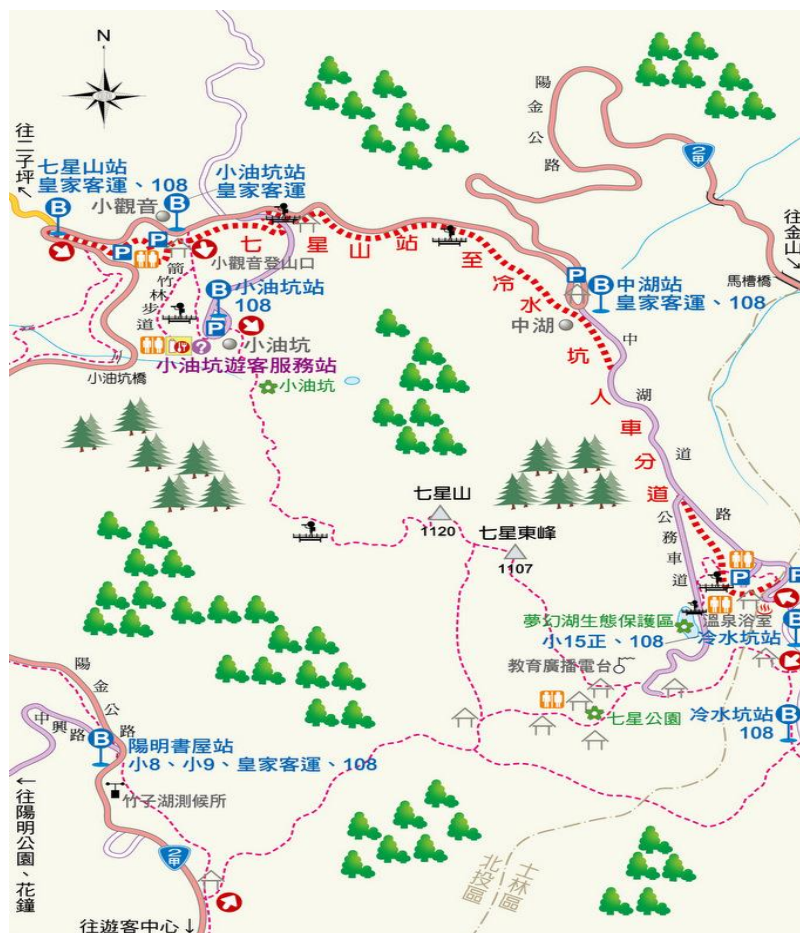 N
往二子坪
七星山站
皇家客運、108
小觀音
小油坑站
皇家客運
陽金公路
2甲
往金山
馬槽橋
七星山站至冷水坑人車分道
小觀音登山口
箭竹林步道
小油坑站
108
小油坑
小油坑遊客服務站
小油坑橋
小油坑
中湖站
皇家客運、108
中湖
中湖道路
公務車道
七星山
1120
七星東峰
1107
夢幻湖生態保護區
小15正、108
溫泉浴室
冷水坑站
教育廣播電台
七星公園
冷水坑站
108
陽金公路
中興路
陽明書屋站
小8、小9、皇家客運、108
竹子湖測候所
往陽明公園、花鐘
2甲
往遊客中心
士林區
北投區
B
B
B
B
B
B
B
P
P
P
P
P
P
?